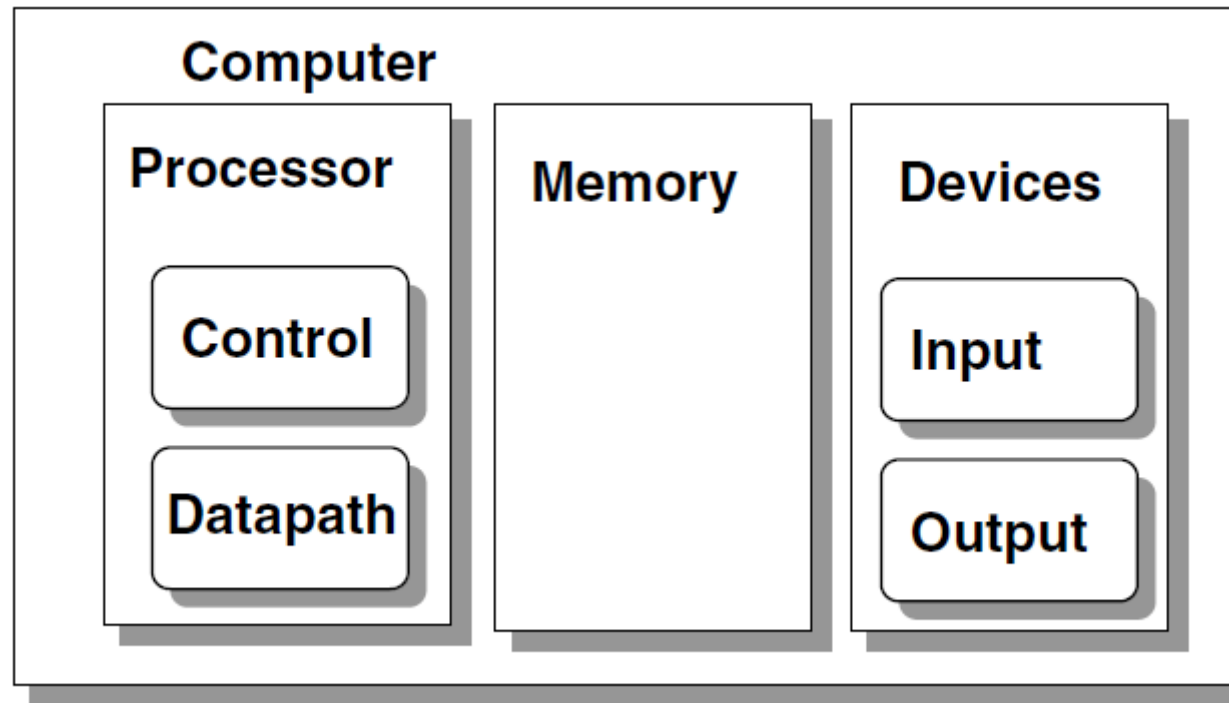 Computer
Processor
Control
Datapath
Memory
Devices
Input
Output